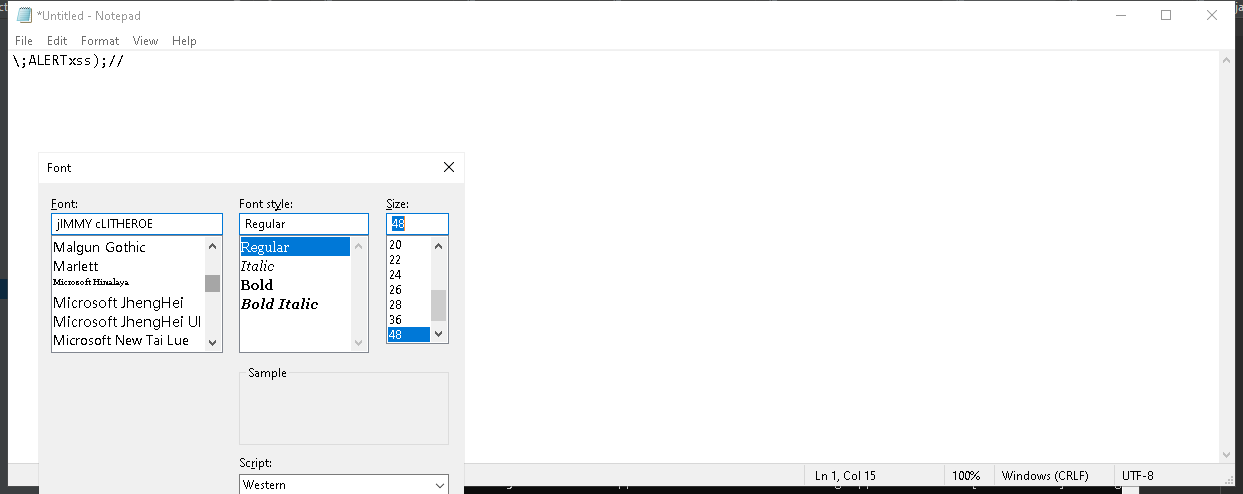 *Untitled - Notepad
File Edit Format View Help
\;ALERTxss);//
Font
Font: Font style: Size:
jIMMY cLITHEROE Regular 48
Malgun Gothic
Marlett
Microsoft Himalaya
Microsoft JhengHei
Microsoft JhengHei UI
Microsoft New Tai Lue
Regular
Italic
Bold
Bold Italic
20
22
24
26
28
36
48
Sample
Script:
Western
Ln 1, Col 15 100% Windows (CRLF) UTF-8